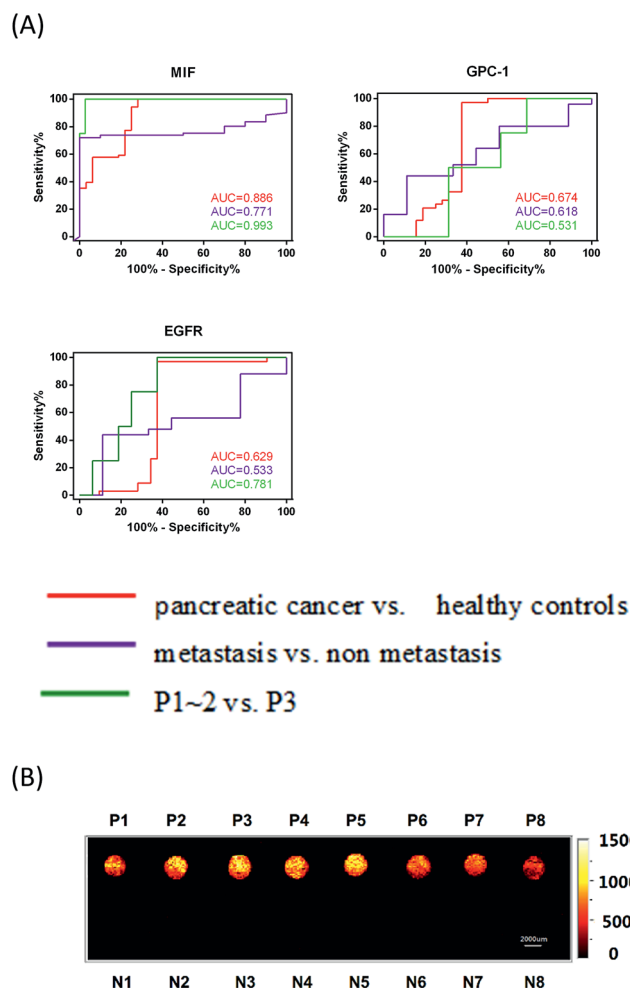 (A)
MIF
100
80
60
40
20
0
Sensitivity%
AUC=0.886
AUC=0.771
AUC=0.993
0 20 40 60 80 100
100% - Specificity%
GPC-1
100
80
60
40
20
0
Sensitivity%
AUC=0.674
AUC=0.618
AUC=0.531
0 20 40 60 80 100
100% - Specificity%
EGFR
100
80
60
40
20
0
Sensitivity%
AUC=0.629
AUC=0.533
AUC=0.781
0 20 40 60 80 100
100% - Specificity%
pancreatic cancer vs. healthy controls
metastasis vs. non metastasis
P1~2 vs. P3
(B)
P1 P2 P3 P4 P5 P6 P7 P8
1500
1000
500
0
2000um
N1 N2 N3 N4 N5 N6 N7 N8